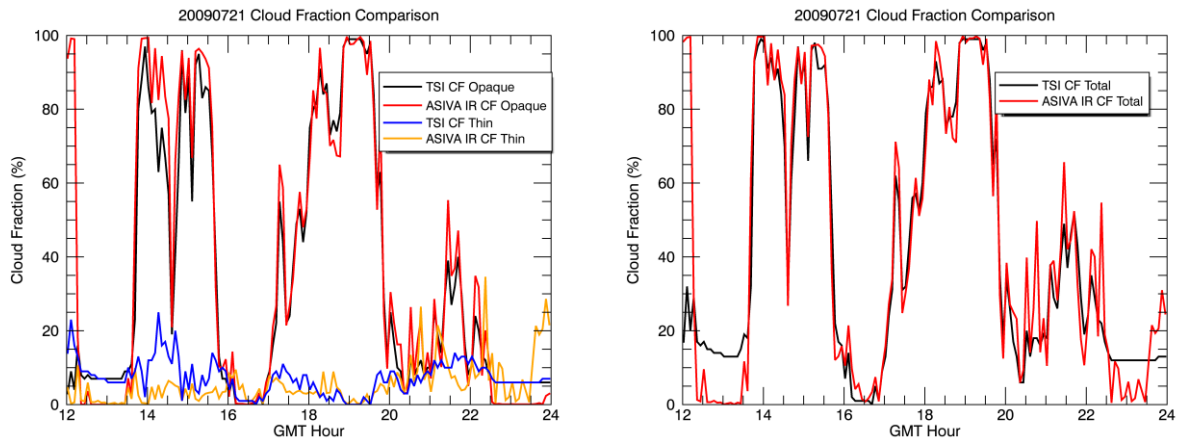 20090721 Cloud Fraction Comparison
100
80
60
40
20
0
Cloud Fraction (%)
TSI CF Opaque
ASIVA IR CF Opaque
TSI CF Thin
ASIVA IR CF Thin
12 14 16 18 20 22 24
GMT Hour
20090721 Cloud Fraction Comparison
100
80
60
40
20
0
Cloud Fraction (%)
TSI CF Total
ASIVA IR CF Total
12 14 16 18 20 22 24
GMT Hour